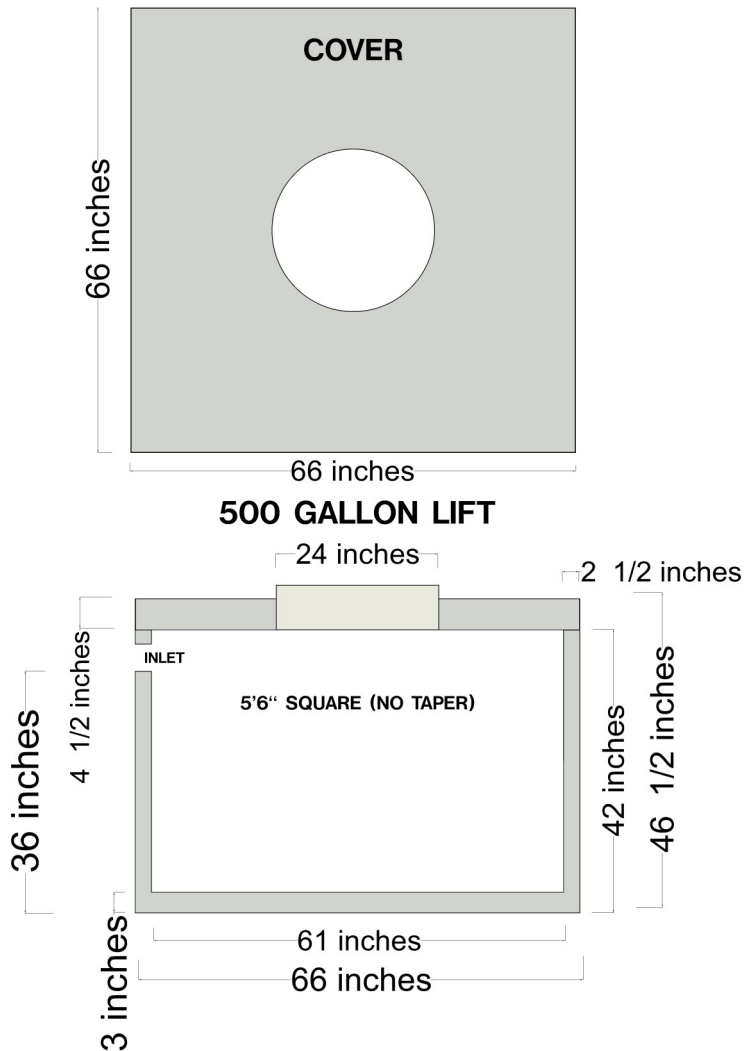 COVER
66 inches
66 inches
500 GALLON LIFT
24 inches
2 1/2 inches
4 1/2 inches
INLET
5'6“ SQUARE (NO TAPER)
36 inches
42 inches
46 1/2 inches
3 inches
61 inches
66 inches